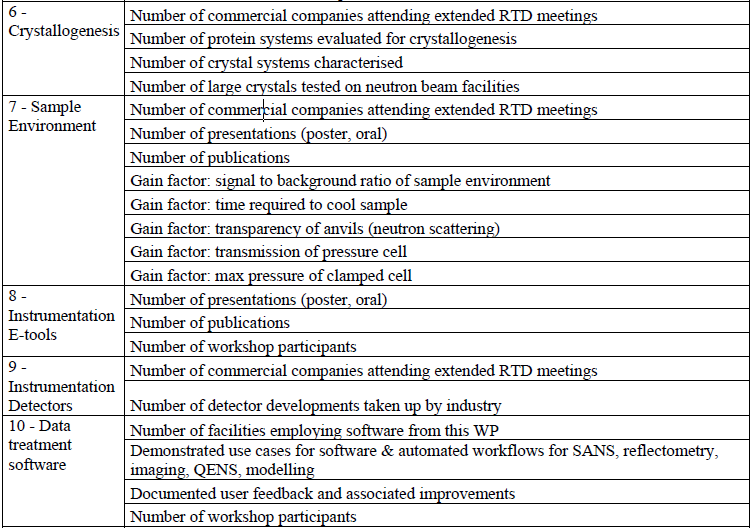 6 -
Crystallogenesis
Number of commercial companies attending extended RTD meetings
Number of protein systems evaluated for crystallogenesis
Number of crystal systems characterised
Number of large crystals tested on neutron beam facilities
7 - Sample
Environment
Number of commercial companies attending extended RTD meetings
Number of presentations (poster, oral)
Number of publications
Gain factor: signal to background ratio of sample environment
Gain factor: time required to cool sample
Gain factor: transparency of anvils (neutron scattering)
Gain factor: transmission of pressure cell
Gain factor: max pressure of clamped cell
8 -
Instrumentation
E-tools
Number of presentations (poster, oral)
Number of publications
Number of workshop participants
9 -
Instrumentation
Detectors
Number of commercial companies attending extended RTD meetings
Number of detector developments taken up by industry
10 - Data
treatment
software
Number of facilities employing software from this WP
Demonstrated use cases for software & automated workflows for SANS, reflectometry,
imaging, QENS, modelling
Documented user feedback and associated improvements
Number of workshop participants